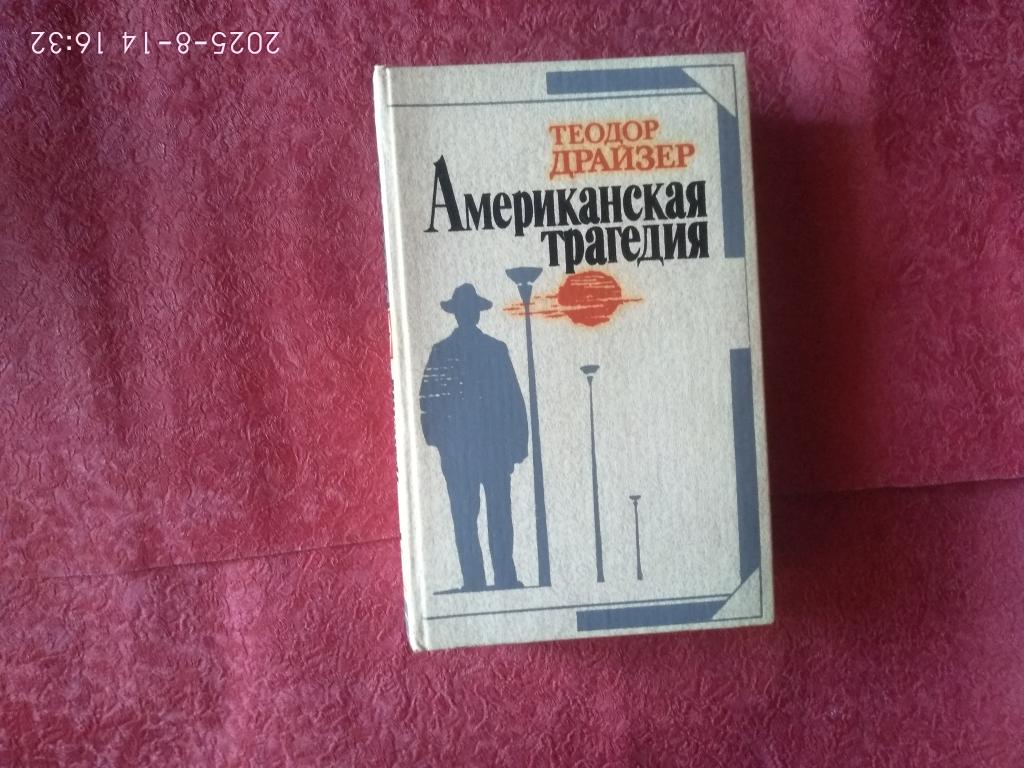 2025-8-14 16:32
ТЕОДОР
ДРАЙЗЕР
Американская
трагедия